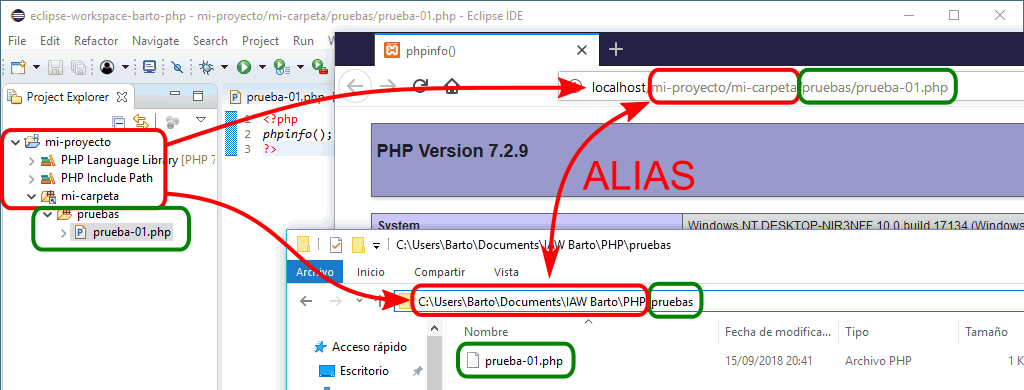 eclipse-workspace-barto-php - mi-proyecto/mi-carpeta/pruebas/prueba-01.php - Eclipse IDE
File Edit Refactor Navigate Search Project Run
phpinfo()
localhost/mi-proyecto/mi-carpeta/pruebas/prueba-01.php
Project Explorer
prueba-01.php
1 <?php
2 phpinfo();
3 ?>
mi-proyecto
PHP Language Library [PHP 7
PHP Include Path
mi-carpeta
pruebas
prueba-01.php
PHP Version 7.2.9
ALIAS
System
Windows NT DESKTOP-NIR3NFF 10.0 build 17134 (Windows
C:\Users\Barto\Documents\IAW Barto\PHP\pruebas
Archivo Inicio Compartir Vista
C:\Users\Barto\Documents\IAW Barto\PHP\pruebas
Acceso rápido
Escritorio
Nombre Fecha de modifica... Tipo Tamaño
prueba-01.php 15/09/2018 20:41 Archivo PHP 1 K